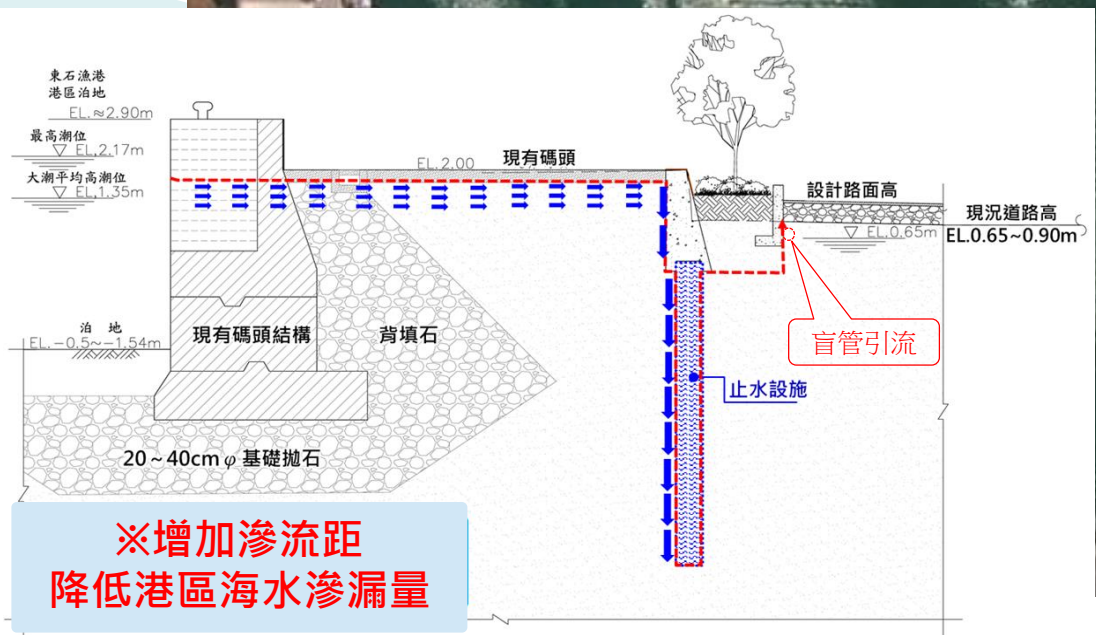 東石漁港
港區泊地
EL.≈2.90m
最高潮位
EL.2.17m
大潮平均高潮位
EL.1.35m
EL.2.00
現有碼頭
設計路面高
現況道路高
EL.0.65m
EL.0.65~0.90m
盲管引流
泊 地
EL.-0.5~-1.54m
現有碼頭結構
背填石
止水設施
20~40cm φ 基礎拋石
※增加滲流距
降低港區海水滲漏量